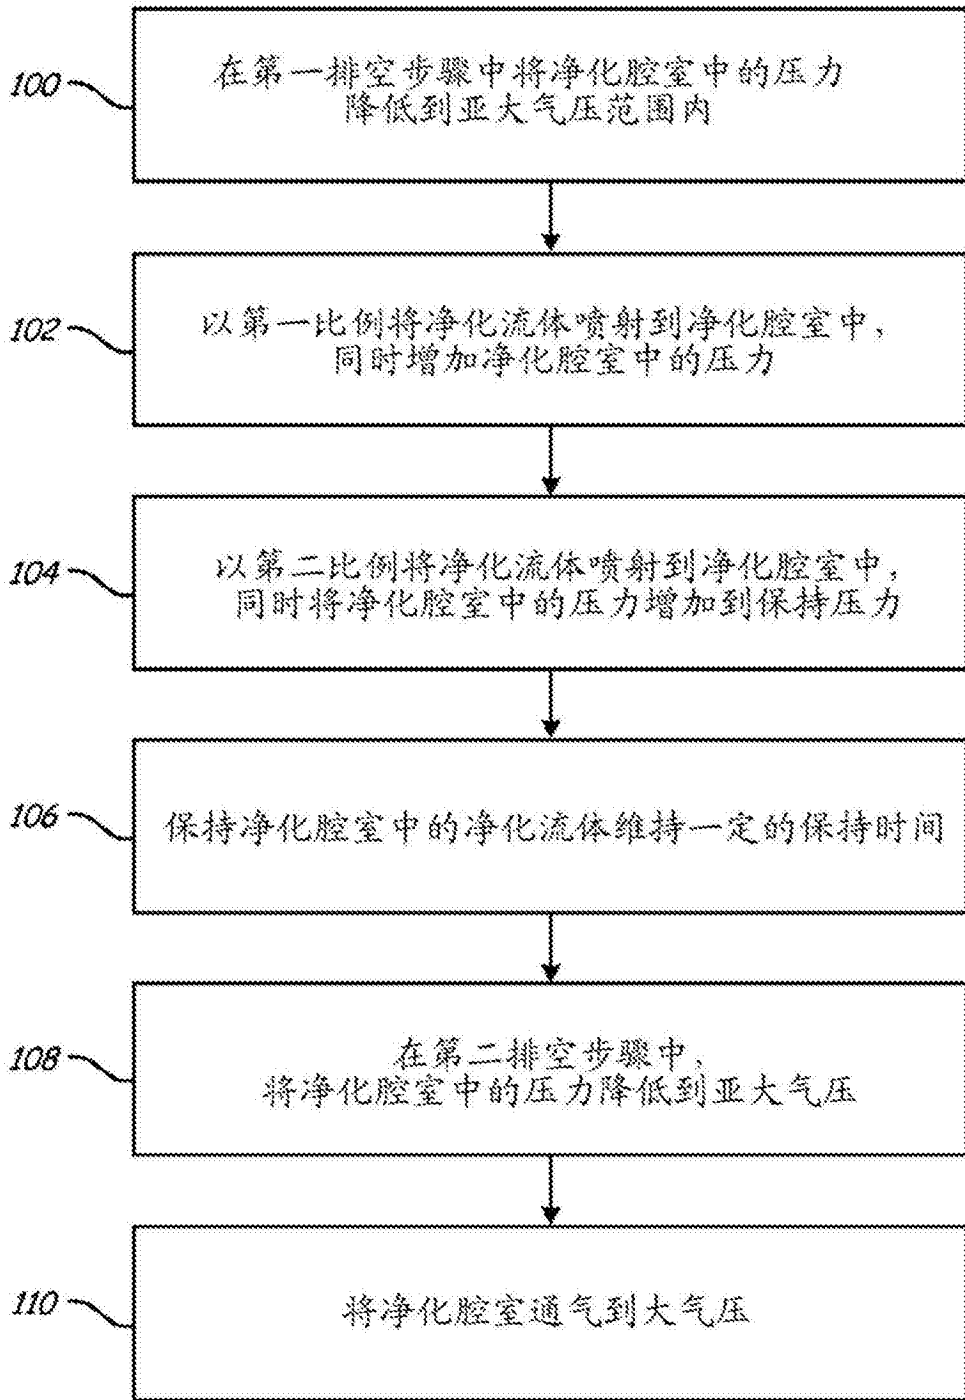 100
在第一排空步骤中将净化腔室中的压力
降低到亚大气压范围内
102
以第一比例将净化流体喷射到净化腔室中，
同时增加净化腔室中的压力
104
以第二比例将净化流体喷射到净化腔室中，
同时将净化腔室中的压力增加到保持压力
106
保持净化腔室中的净化流体维持一定的保持时间
108
在第二排空步骤中，
将净化腔室中的压力降低到亚大气压
110
将净化腔室通气到大气压